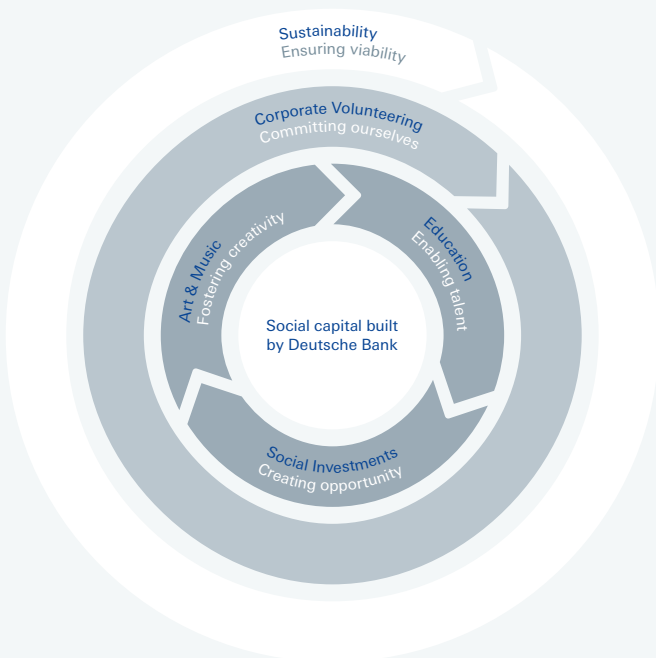 Sustainability
Ensuring viability
Corporate Volunteering
Committing ourselves
Art & Music
Fostering creativity
Education
Enabling talent
Social capital built
by Deutsche Bank
Social Investments
Creating opportunity